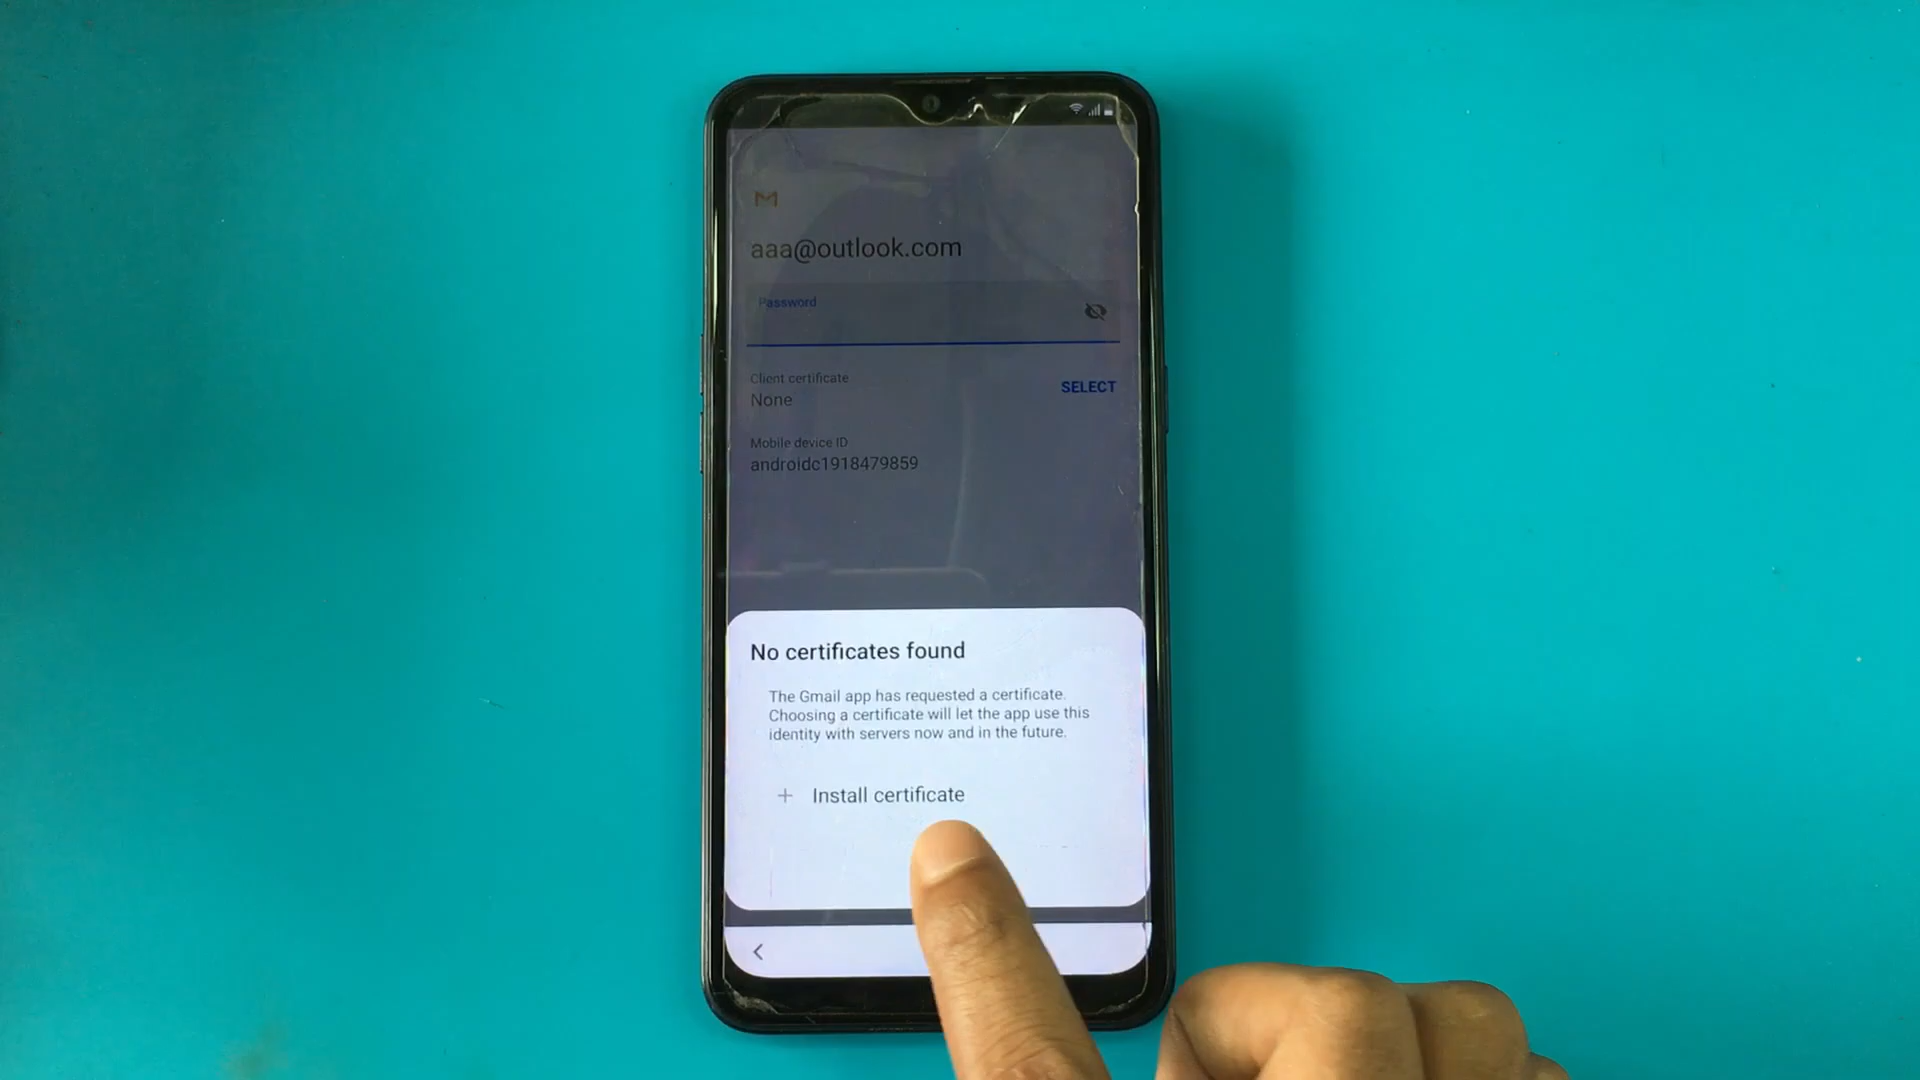 aaa@outlook.com
Password
Client certificate
None
SELECT
Mobile device ID
androidc1918479859
No certificates found
The Gmail app has requested a certificate.
Choosing a certificate will let the app use this
identity with servers now and in the future.
+ Install certificate